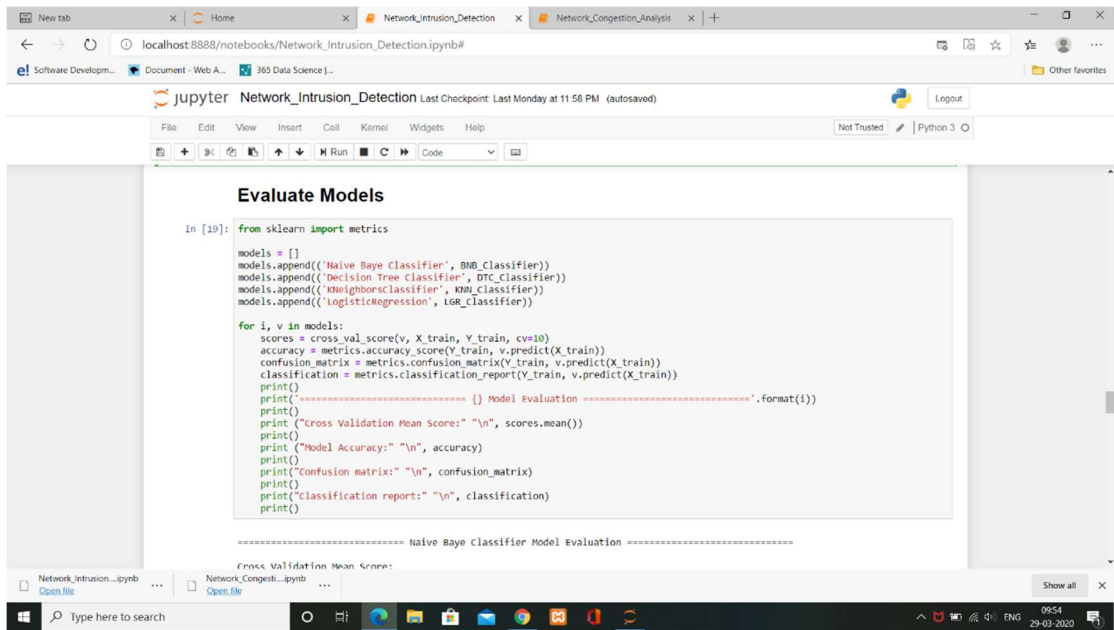 New tab Home Network_Intrusion_Detection Network_Congestion_Analysis
localhost:8888/notebooks/Network_Intrusion_Detection.ipynb#
Software Developm... Document - Web A... 365 Data Science |... Other favorites
jupyter Network_Intrusion_Detection Last Checkpoint: Last Monday at 11:58 PM (autosaved) Logout
File Edit View Insert Cell Kernel Widgets Help Not Trusted Python 3
Run Code
Evaluate Models
In [19]: from sklearn import metrics
models = []
models.append(('Naive Baye Classifier', BNB_Classifier))
models.append(('Decision Tree Classifier', DTC_Classifier))
models.append(('KNeighborsClassifier', KNN_Classifier))
models.append(('LogisticRegression', LGR_Classifier))
for i, v in models:
scores = cross_val_score(v, X_train, Y_train, cv=10)
accuracy = metrics.accuracy_score(Y_train, v.predict(X_train))
confusion_matrix = metrics.confusion_matrix(Y_train, v.predict(X_train))
classification = metrics.classification_report(Y_train, v.predict(X_train))
print()
print('============================== {} Model Evaluation =============================='.format(i))
print()
print ("Cross Validation Mean Score:" "\n", scores.mean())
print()
print ("Model Accuracy:" "\n", accuracy)
print()
print("Confusion matrix:" "\n", confusion_matrix)
print()
print("Classification report:" "\n", classification)
print()
============================== Naive Baye Classifier Model Evaluation ==============================
Cross Validation Mean Score:
Network_Intrusion....ipynb Network_Congesti....ipynb
Open file Open file Show all
Type here to search ENG 09:54
29-03-2020